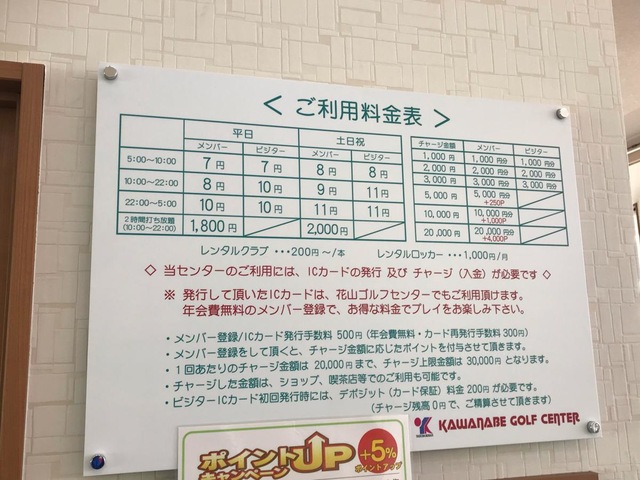 ＜ ご利用料金表 ＞
平日 土日祝
メンバー ビジター メンバー ビジター
5:00〜10:00 7円 7円 8円 8円
10:00〜22:00 8円 10円 9円 11円
22:00〜5:00 10円 10円 11円 11円
2時間打ち放題 1,800円 2,000円
(10:00〜22:00)
チャージ金額 メンバー ビジター
1,000円 1,000円分 1,000円分
2,000円 2,000円分 2,000円分
3,000円 3,000円分 3,000円分
5,000円 5,000円分
+250P
10,000円 10,000円分
+1,000P
20,000円 20,000円分
+4,000P
レンタルクラブ ･･･200円〜/本 レンタルロッカー ･･･1,000円/月
◇ 当センターのご利用には、ICカードの発行 及び チャージ（入金）が必要です ◇
※ 発行して頂いたICカードは、花山ゴルフセンターでもご利用頂けます。
年会費無料のメンバー登録で、お得な料金でプレイをお楽しみ下さい。
・メンバー登録/ICカード発行手数料 500円（年会費無料・カード再発行手数料300円）
・メンバー登録をして頂くと、チャージ金額に応じたポイントを付与させて頂きます。
・１回あたりのチャージ金額は 20,000円まで、チャージ上限金額は 30,000円 となります。
・チャージした金額は、ショップ、喫茶店等でのご利用も可能です。
・ビジターICカード初回発行時には、デポジット（カード保証）料金 200円が必要です。
（チャージ残高０円で、ご精算させて頂きます）
KAWANABE GOLF CENTER
ポイントUP
キャンペーン
+5%
ポイントアップ